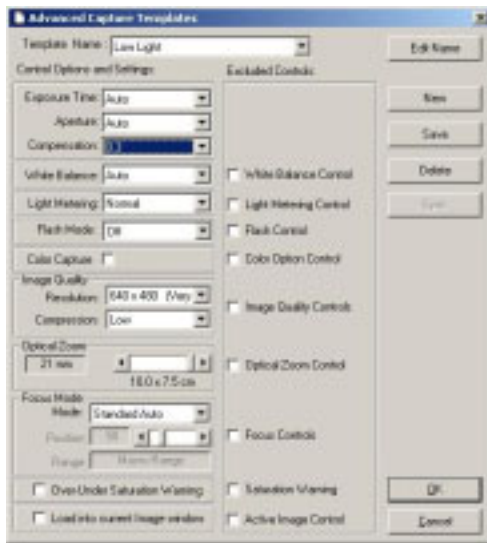 Advanced Capture Templates
Template Name: Low Light
Edit Name
Control Options and Settings:
Excluded Controls:
Exposure Time: Auto
New
Aperture: Auto
Save
Compensation:
White Balance: Auto
White Balance Control
Delete
Light Metering: Normal
Light Metering Control
Flash Mode: Off
Flash Control
Color Capture
Color Option Control
Image Quality
Resolution: 640 x 480 (Very
Image Quality Controls
Compression: Low
Optical Zoom
21 mm
Optical Zoom Control
10.0 x 7.5 cm
Focus Mode
Mode: Standard Auto
Position:
Focus Controls
Range: Macro Range
Over-Under Saturation Warning
Saturation Warning
OK
Load into current Image window
Active Image Control
Cancel